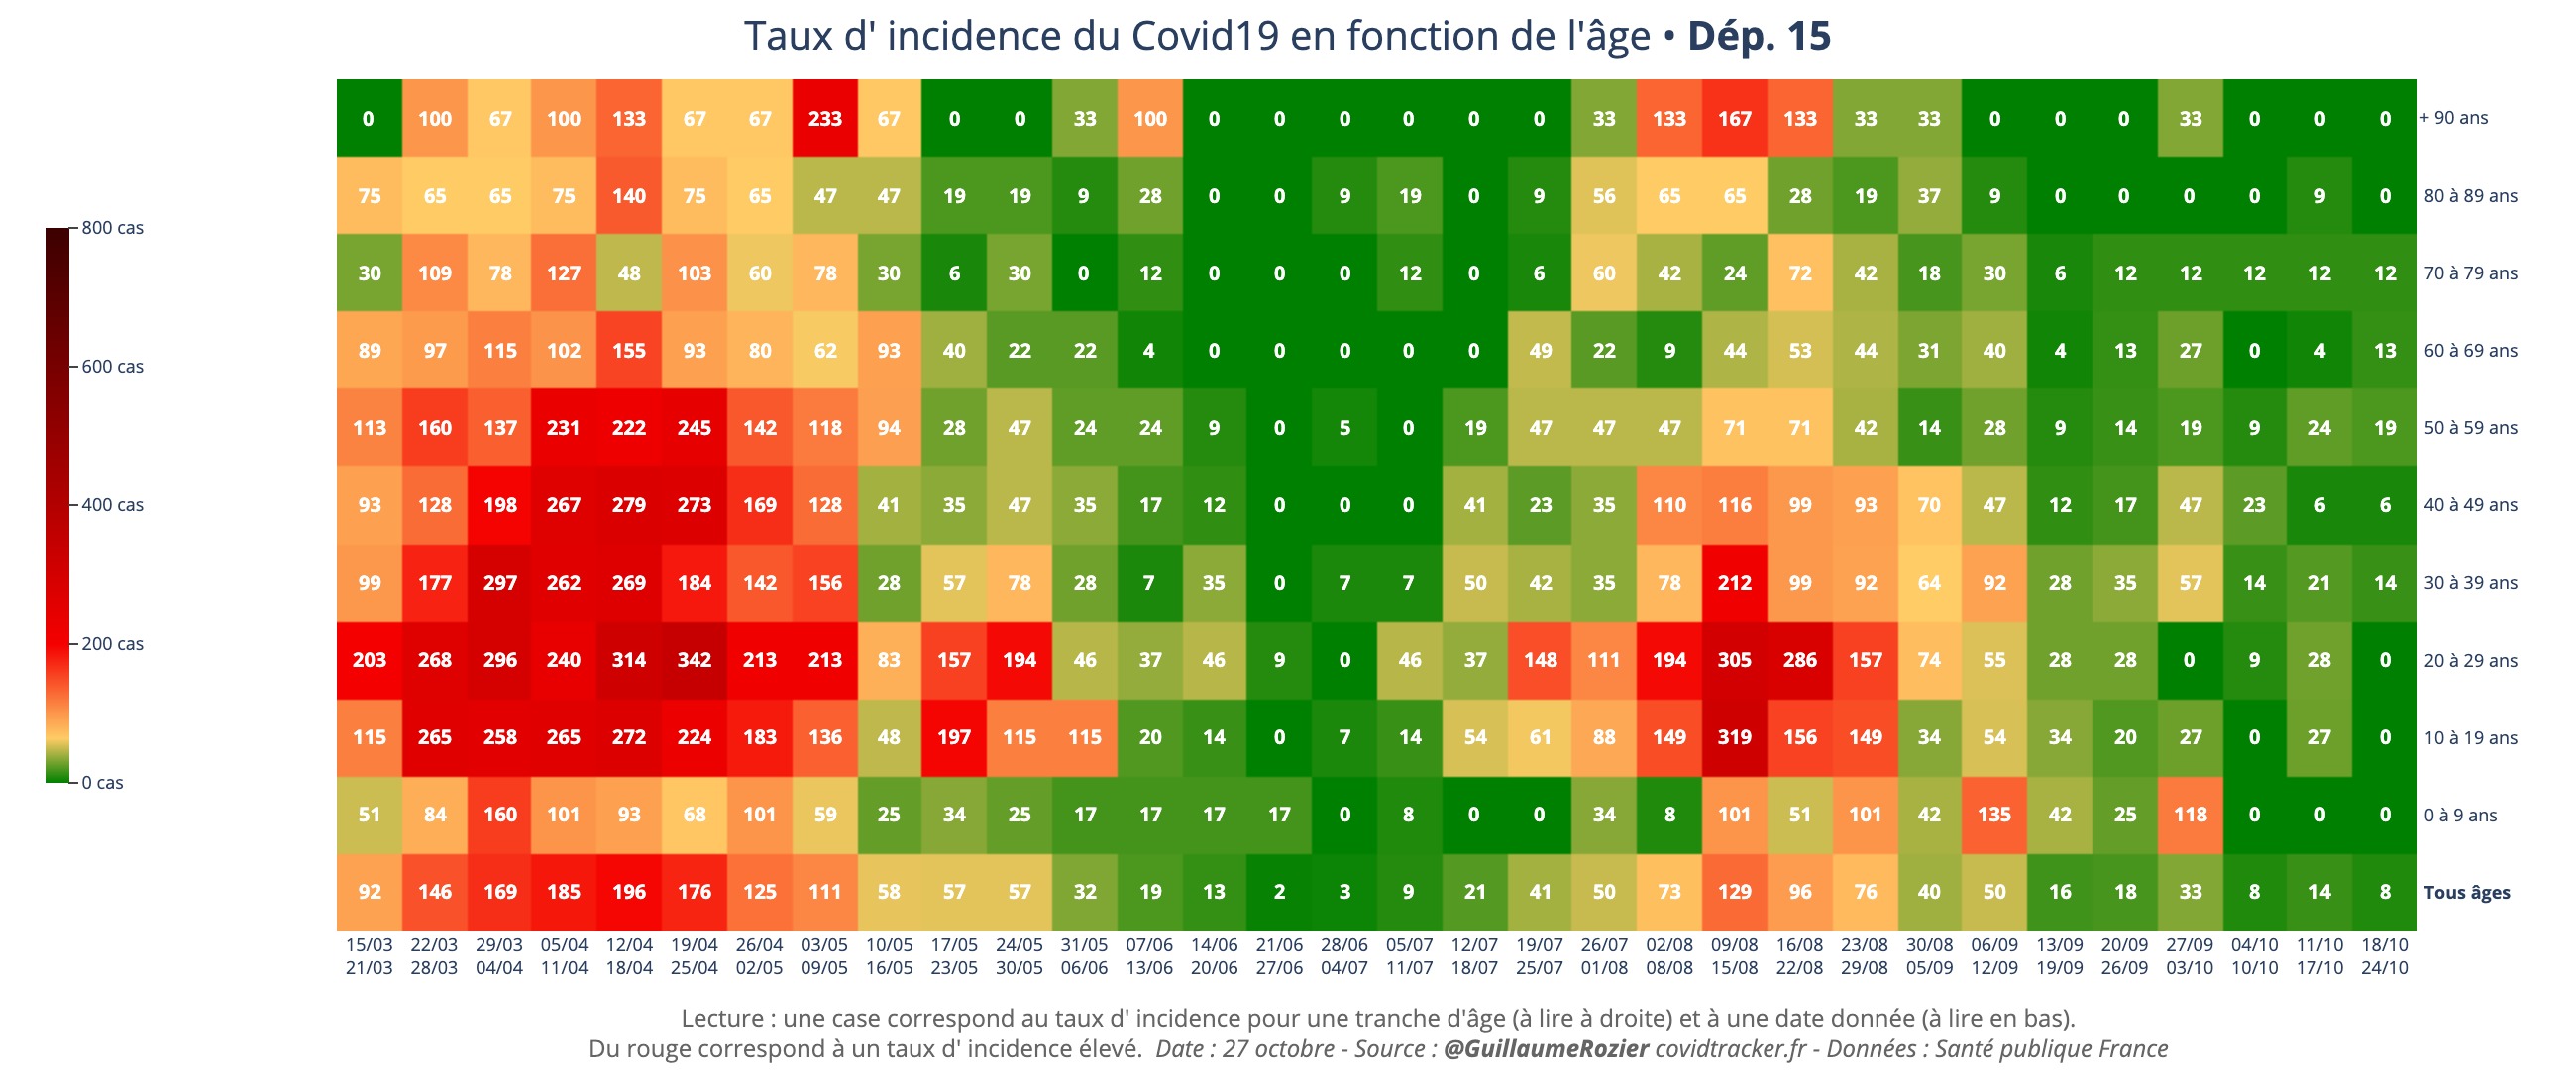 Taux d' incidence du Covid19 en fonction de l'âge • Dép. 15
800 cas
600 cas
400 cas
200 cas
0 cas
0 100 67 100 133 67 67 233 67 0 0 33 100 0 0 0 0 0 0 33 133 167 133 33 33 0 0 0 33 0 0 0 + 90 ans
75 65 65 75 140 75 65 47 47 19 19 9 28 0 0 9 19 0 9 56 65 65 28 19 37 9 0 0 0 0 9 0 80 à 89 ans
30 109 78 127 48 103 60 78 30 6 30 0 12 0 0 0 12 0 6 60 42 24 72 42 18 30 6 12 12 12 12 12 70 à 79 ans
89 97 115 102 155 93 80 62 93 40 22 22 4 0 0 0 0 0 49 22 9 44 53 44 31 40 4 13 27 0 4 13 60 à 69 ans
113 160 137 231 222 245 142 118 94 28 47 24 24 9 0 5 0 19 47 47 47 71 71 42 14 28 9 14 19 9 24 19 50 à 59 ans
93 128 198 267 279 273 169 128 41 35 47 35 17 12 0 0 0 41 23 35 110 116 99 93 70 47 12 17 47 23 6 6 40 à 49 ans
99 177 297 262 269 184 142 156 28 57 78 28 7 35 0 7 7 50 42 35 78 212 99 92 64 92 28 35 57 14 21 14 30 à 39 ans
203 268 296 240 314 342 213 213 83 157 194 46 37 46 9 0 46 37 148 111 194 305 286 157 74 55 28 28 0 9 28 0 20 à 29 ans
115 265 258 265 272 224 183 136 48 197 115 115 20 14 0 7 14 54 61 88 149 319 156 149 34 54 34 20 27 0 27 0 10 à 19 ans
51 84 160 101 93 68 101 59 25 34 25 17 17 17 17 0 8 0 0 34 8 101 51 101 42 135 42 25 118 0 0 0 0 à 9 ans
92 146 169 185 196 176 125 111 58 57 57 32 19 13 2 3 9 21 41 50 73 129 96 76 40 50 16 18 33 8 14 8 Tous âges
15/03 22/03 29/03 05/04 12/04 19/04 26/04 03/05 10/05 17/05 24/05 31/05 07/06 14/06 21/06 28/06 05/07 12/07 19/07 26/07 02/08 09/08 16/08 23/08 30/08 06/09 13/09 20/09 27/09 04/10 11/10 18/10
21/03 28/03 04/04 11/04 18/04 25/04 02/05 09/05 16/05 23/05 30/05 06/06 13/06 20/06 27/06 04/07 11/07 18/07 25/07 01/08 08/08 15/08 22/08 29/08 05/09 12/09 19/09 26/09 03/10 10/10 17/10 24/10
Lecture : une case correspond au taux d' incidence pour une tranche d'âge (à lire à droite) et à une date donnée (à lire en bas).
Du rouge correspond à un taux d' incidence élevé. Date : 27 octobre - Source : @GuillaumeRozier covidtracker.fr - Données : Santé publique France